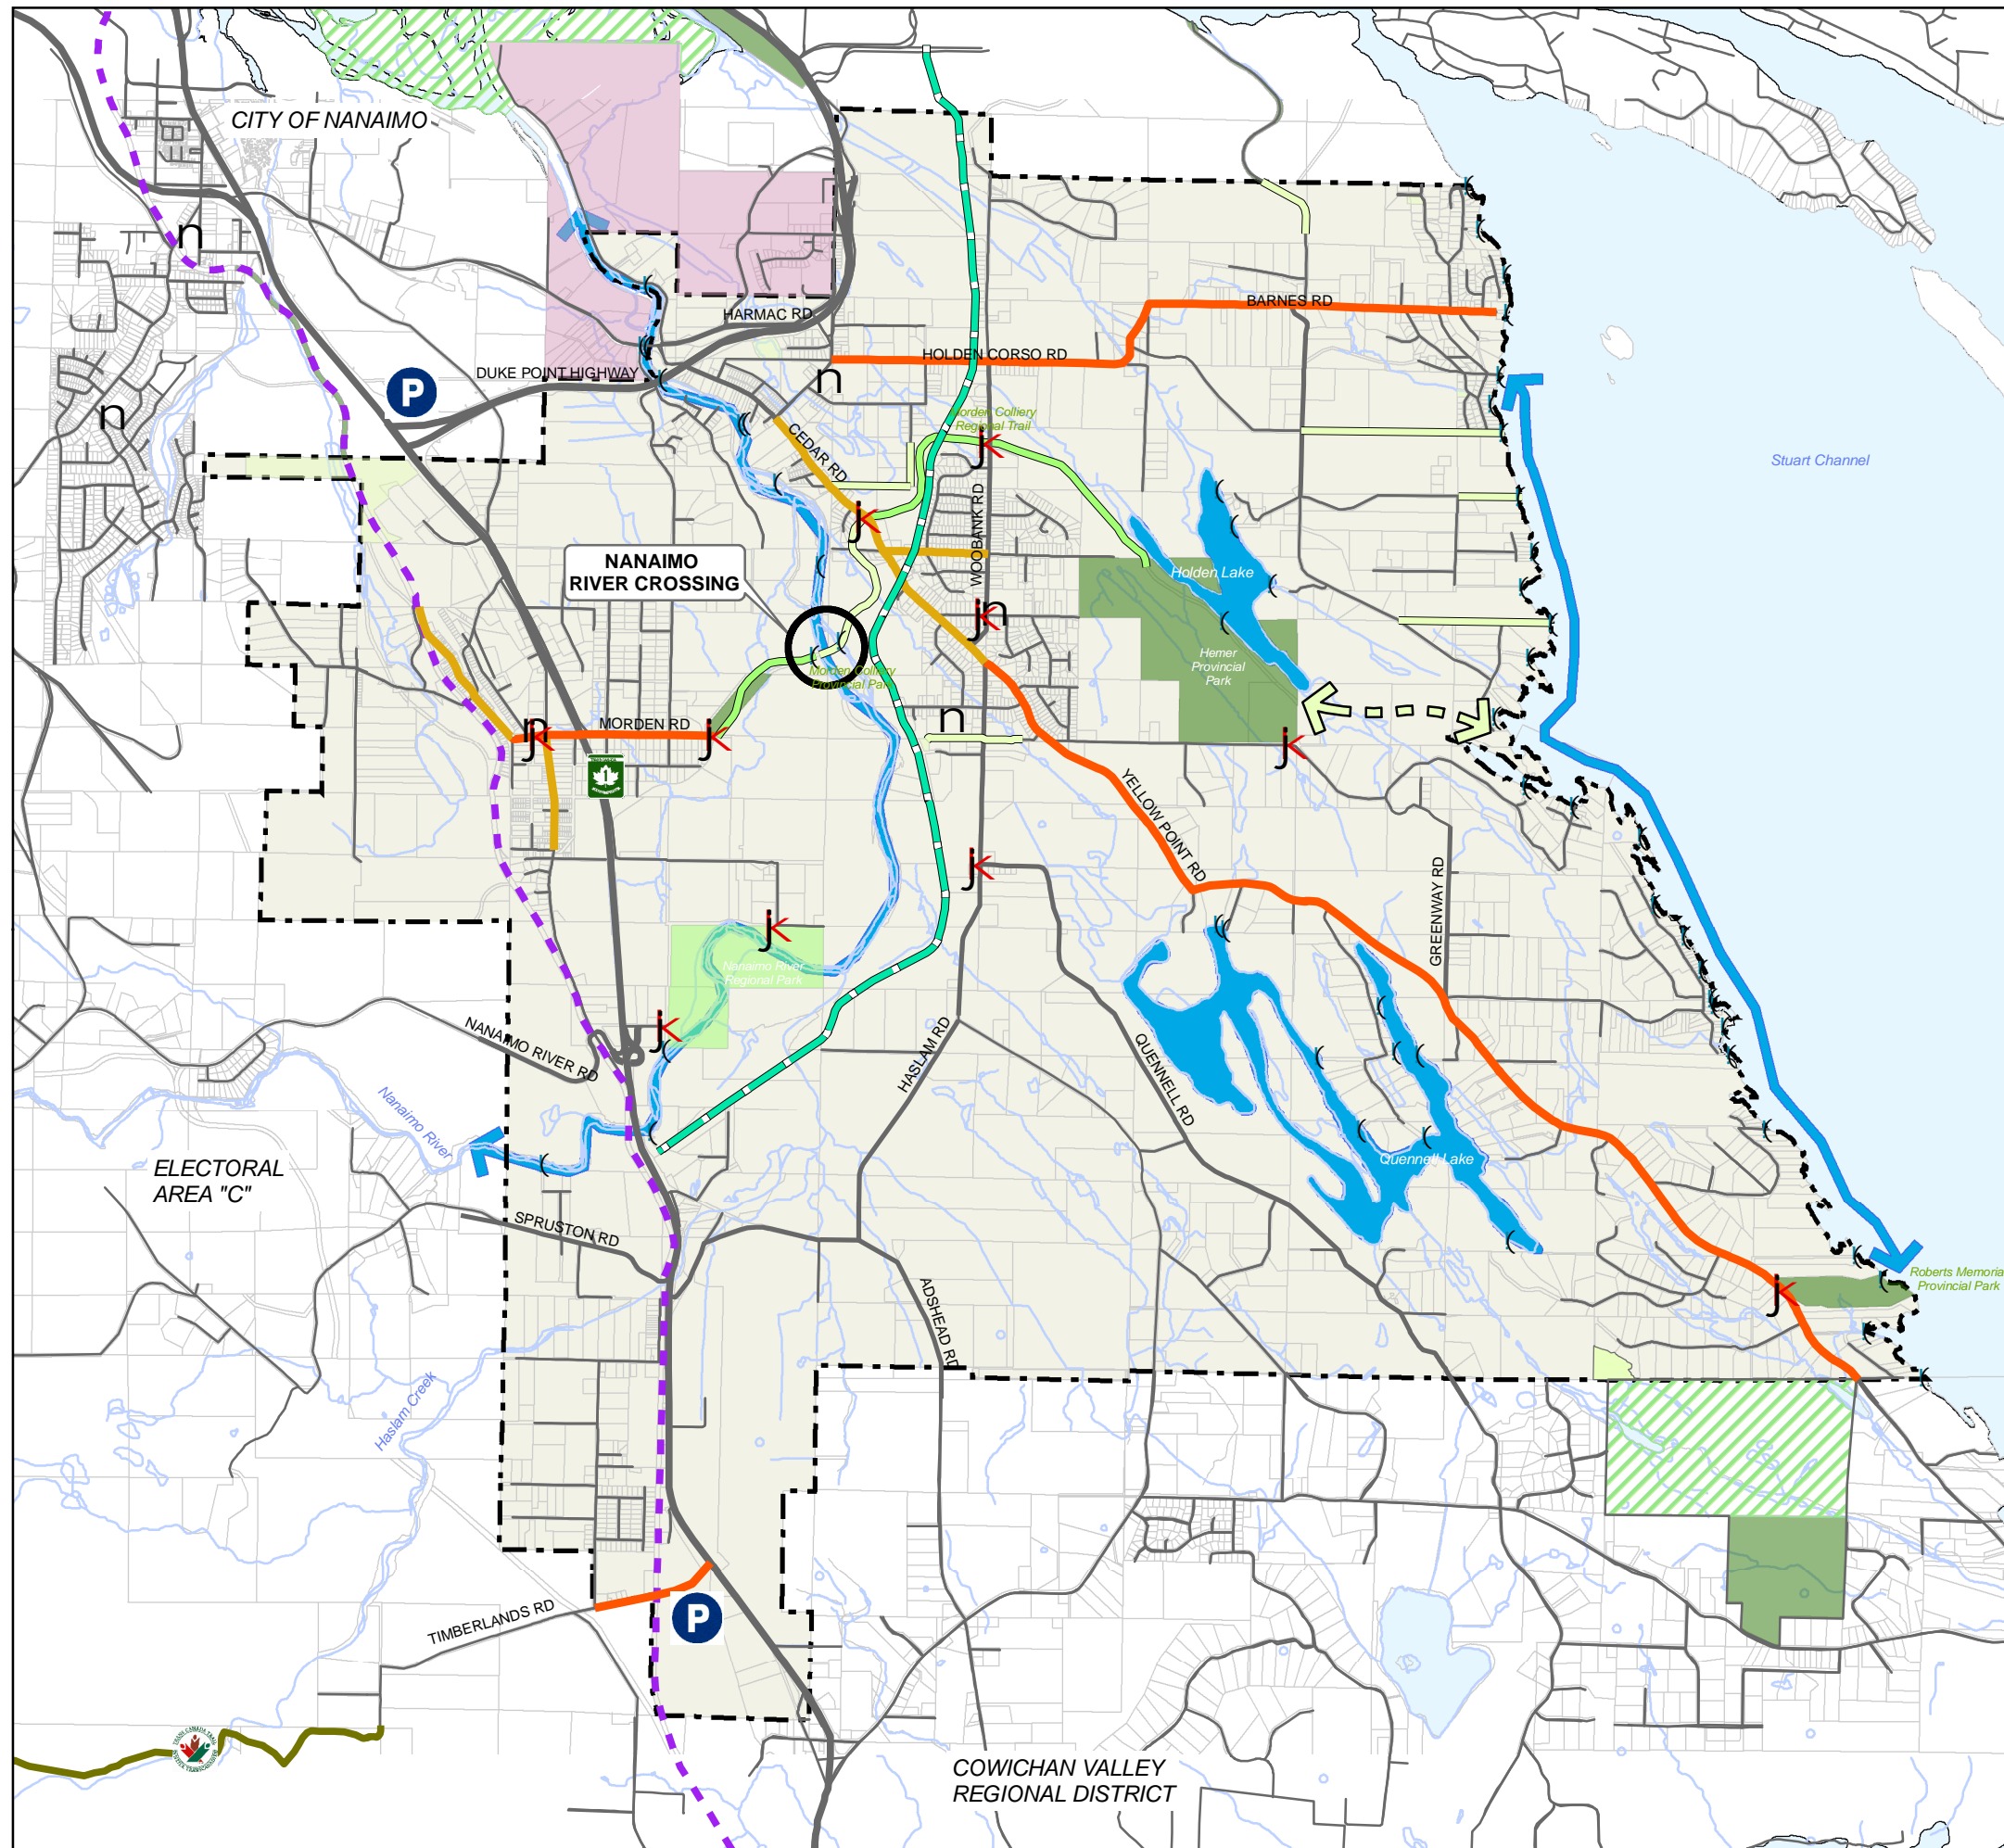 CITY OF NANAIMO
n
n
HARMAC RD
BARNES RD
HOLDEN CORSO RD
DUKE POINT HIGHWAY
P
n
Morden Colliery
Regional Trail
CEDAR RD
Stuart Channel
WOOBANK RD
NANAIMO
RIVER CROSSING
Holden Lake
Hemer
Provincial
Park
Morden Colliery
Provincial Park
n
n
n
MORDEN RD
1
YELLOW POINT RD
GREENWAY RD
Nanaimo River
Regional Park
NANAIMO RIVER RD
HASLAM RD
QUENNELL RD
Nanaimo River
ELECTORAL
AREA "C"
Quennell Lake
SPRUSTON RD
ADSHEAD RD
Roberts Memoria
Provincial Park
Haslam Creek
TIMBERLANDS RD
P
COWICHAN VALLEY
REGIONAL DISTRICT